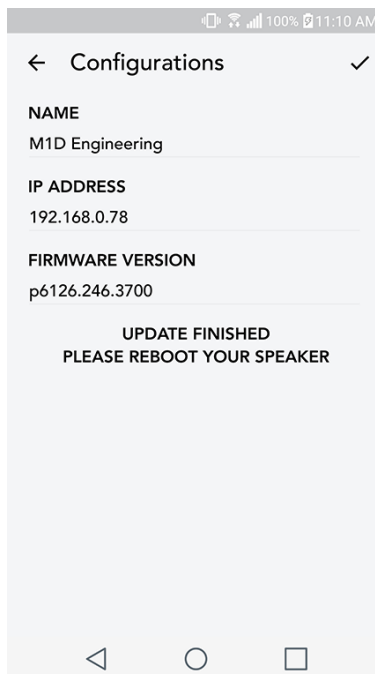 100% 11:10 AM
Configurations
NAME
M1D Engineering
IP ADDRESS
192.168.0.78
FIRMWARE VERSION
p6126.246.3700
UPDATE FINISHED
PLEASE REBOOT YOUR SPEAKER